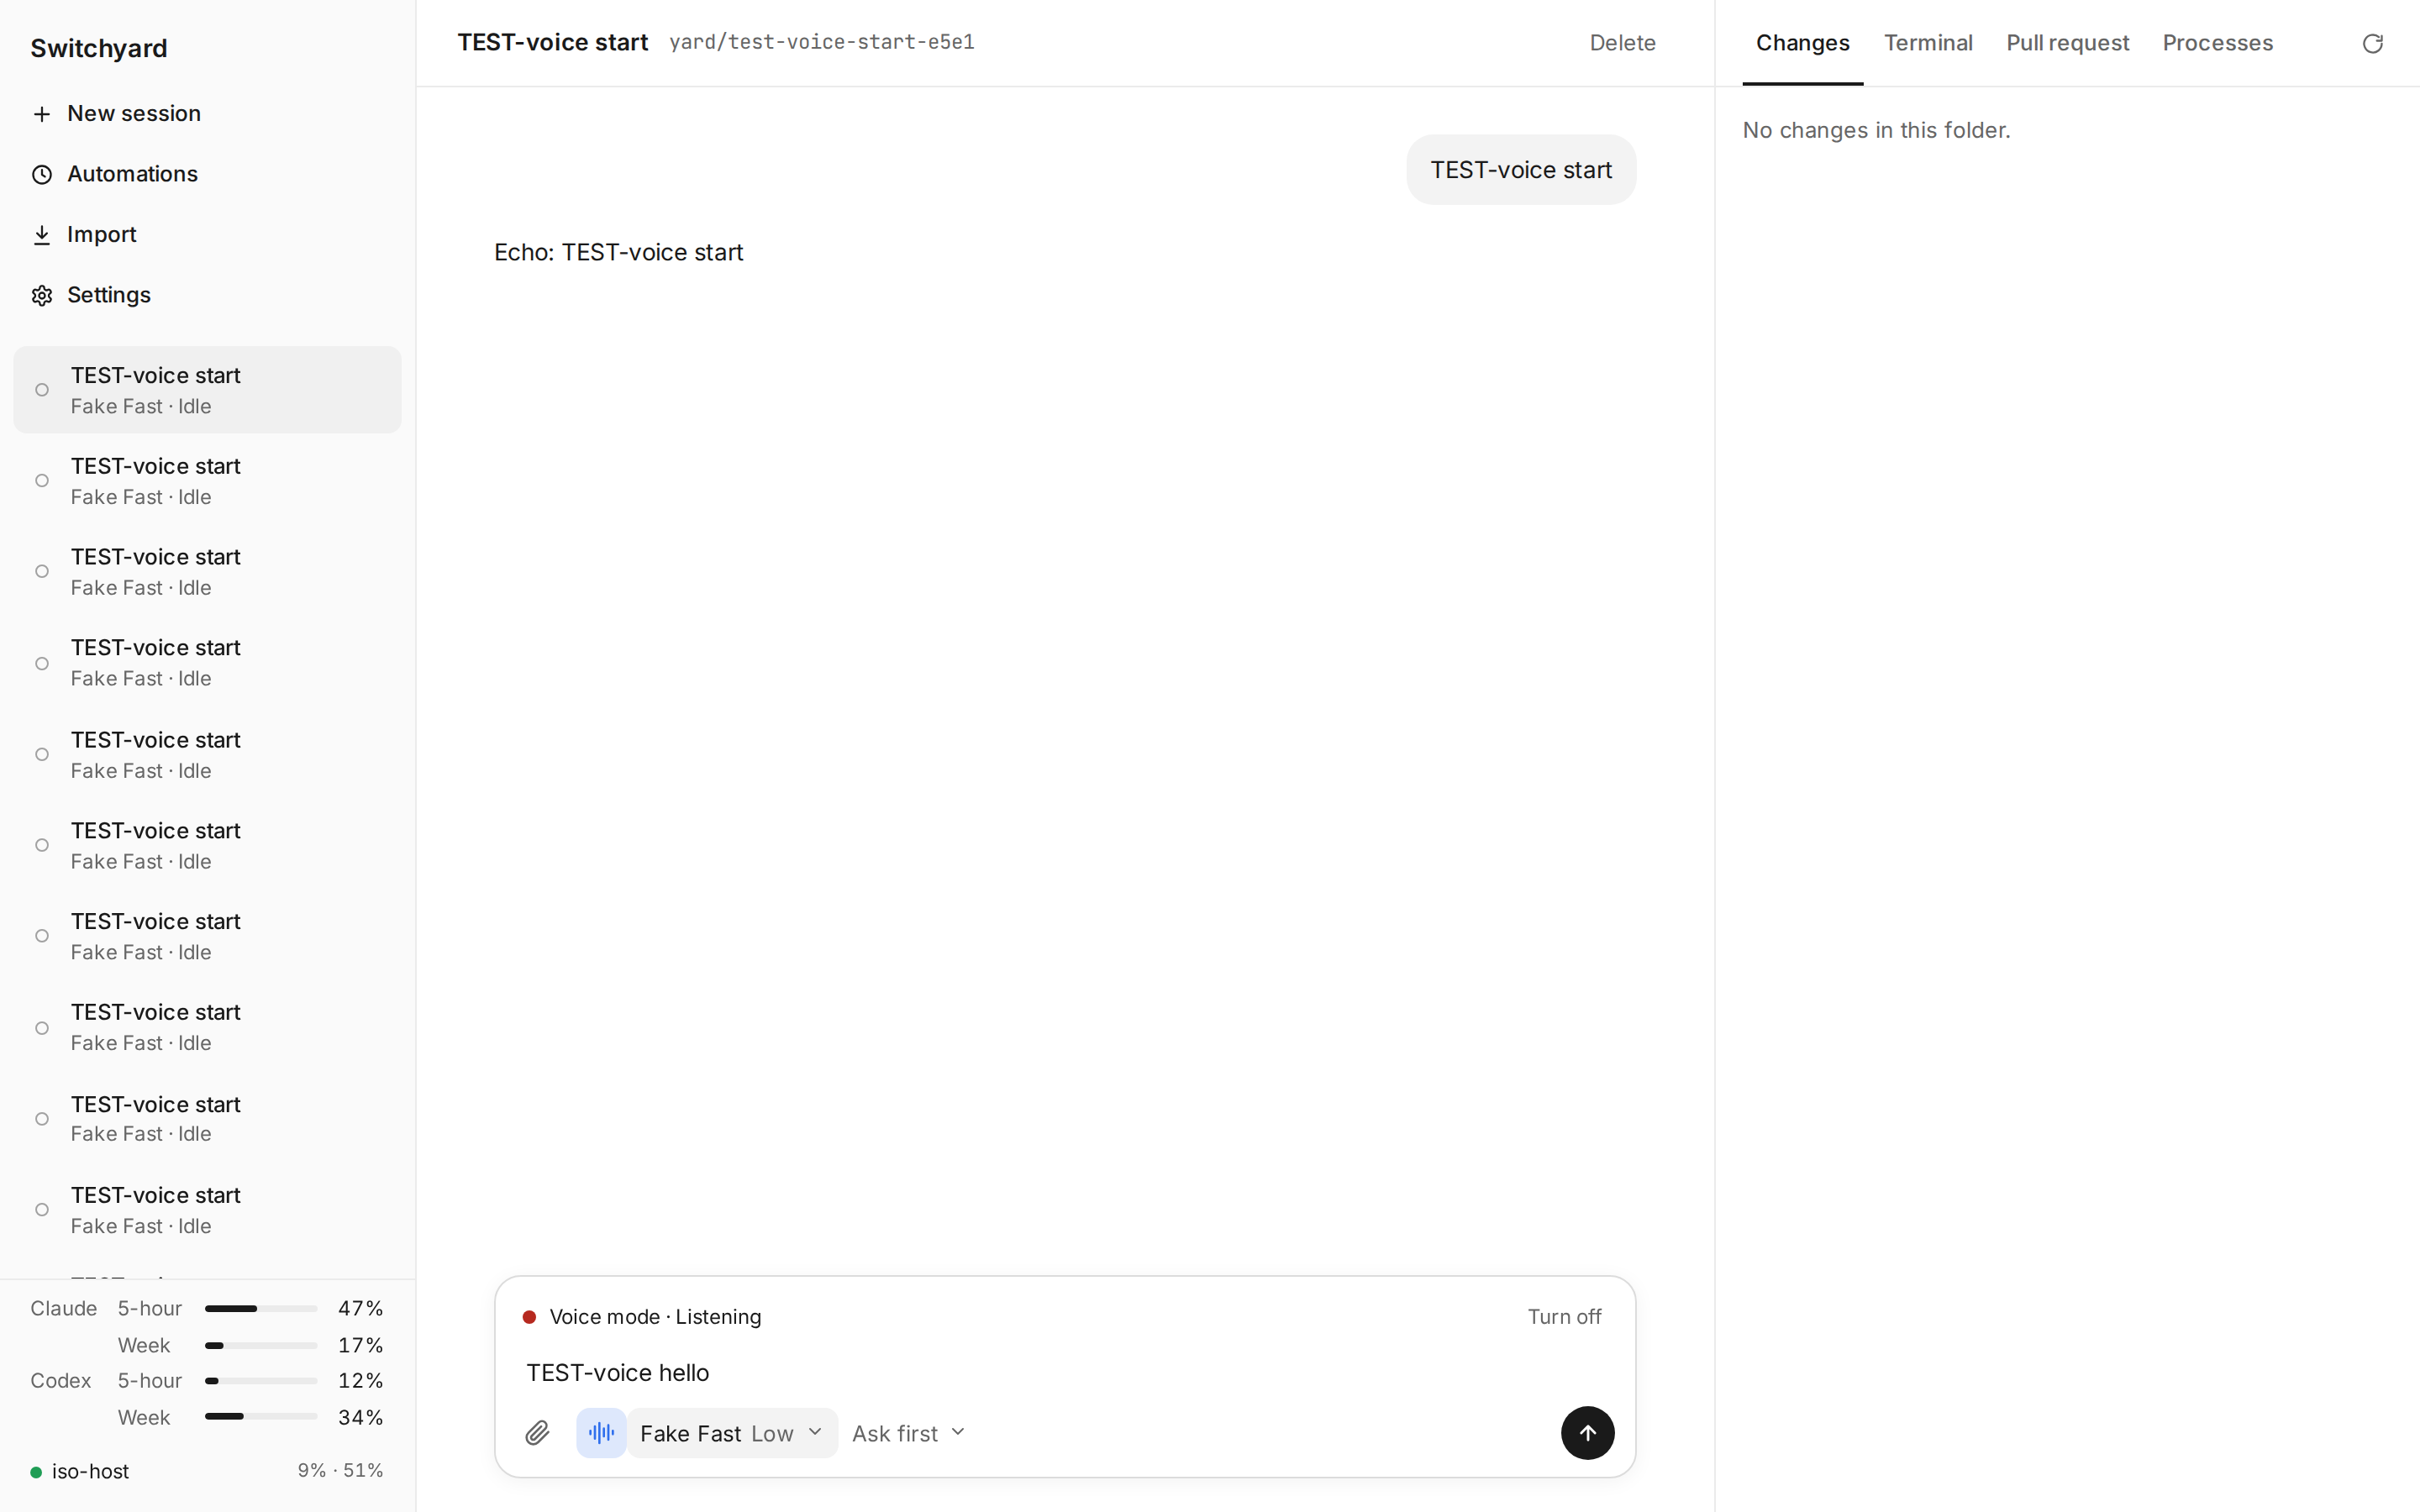 Switchyard
New session
Automations
Import
Settings
TEST-voice start
Fake Fast · Idle
TEST-voice start
Fake Fast · Idle
TEST-voice start
Fake Fast · Idle
TEST-voice start
Fake Fast · Idle
TEST-voice start
Fake Fast · Idle
TEST-voice start
Fake Fast · Idle
TEST-voice start
Fake Fast · Idle
TEST-voice start
Fake Fast · Idle
TEST-voice start
Fake Fast · Idle
TEST-voice start
Fake Fast · Idle
Claude 5-hour 47%
Week 17%
Codex 5-hour 12%
Week 34%
iso-host 9% · 51%
TEST-voice start yard/test-voice-start-e5e1 Delete
TEST-voice start
Echo: TEST-voice start
Voice mode · Listening Turn off
TEST-voice hello
Fake Fast Low Ask first
Changes Terminal Pull request Processes
No changes in this folder.